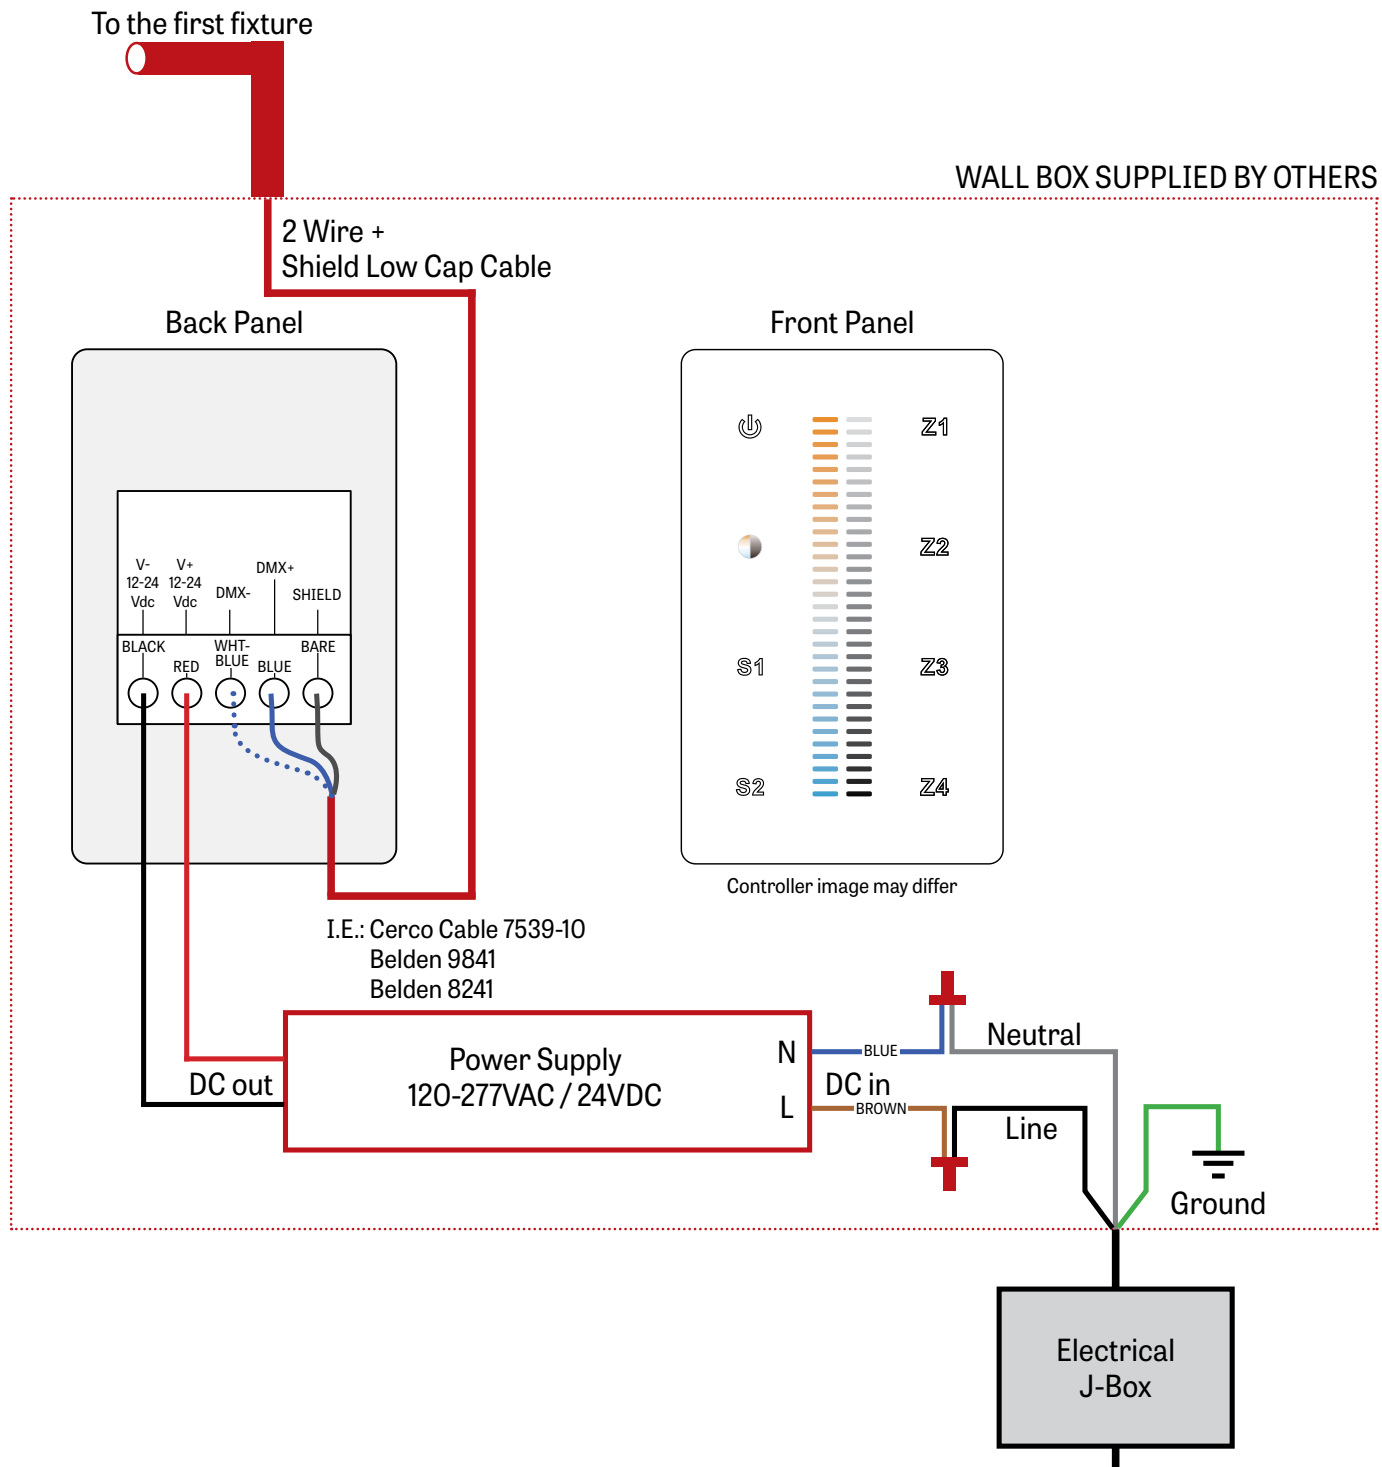 To the first fixture
WALL BOX SUPPLIED BY OTHERS
2 Wire +
Shield Low Cap Cable
Back Panel
Front Panel
V-
12-24
Vdc
V+
12-24
Vdc
DMX-
DMX+
SHIELD
BLACK
RED
WHT-
BLUE
BLUE
BARE
Z1
Z2
S1
Z3
S2
Z4
Controller image may differ
I.E.: Cerco Cable 7539-10
Belden 9841
Belden 8241
Power Supply
120-277VAC / 24VDC
DC out
N
L
DC in
BLUE
BROWN
Neutral
Line
Ground
Electrical
J-Box